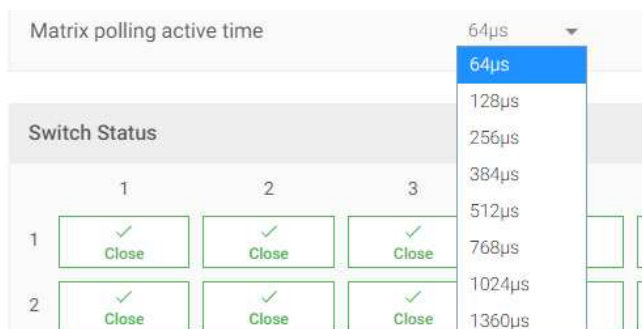 Matrix polling active time 64µs
64µs
128µs
Switch Status
256µs
384µs
1 2 3
512µs
1 Close Close Close
768µs
1024µs
2 Close Close Close
1360µs